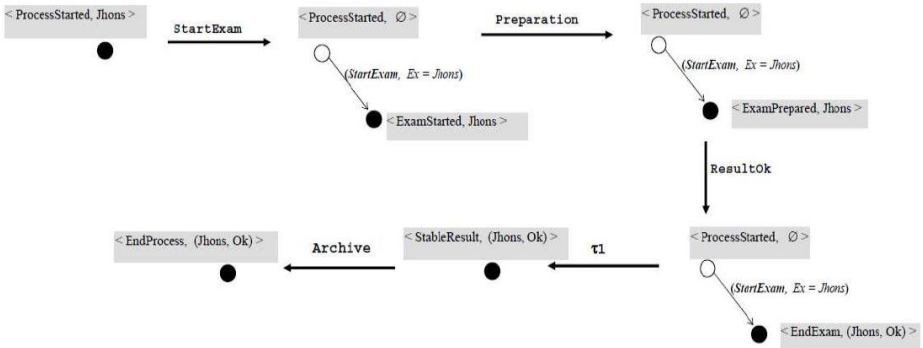 < ProcessStarted, Jhons >
StartExam
< ProcessStarted, ∅ >
(StartExam, Ex = Jhons)
< ExamStarted, Jhons >
Preparation
< ProcessStarted, ∅ >
(StartExam, Ex = Jhons)
< ExamPrepared, Jhons >
ResultOk
< ProcessStarted, ∅ >
(StartExam, Ex = Jhons)
< EndExam, (Jhons, Ok) >
τ1
< StableResult, (Jhons, Ok) >
Archive
< EndProcess, (Jhons, Ok) >